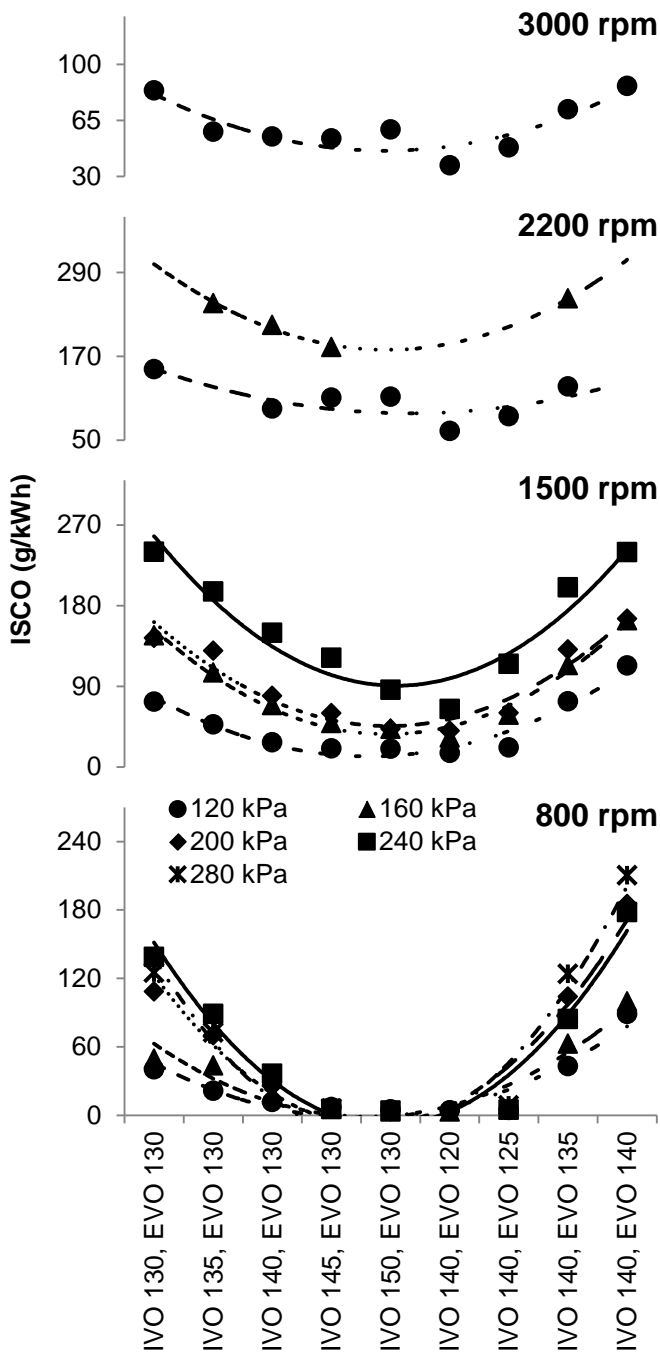 3000 rpm
100
65
30
2200 rpm
290
170
50
ISCO (g/kWh)
1500 rpm
270
180
90
0
120 kPa 160 kPa 800 rpm
200 kPa 240 kPa
280 kPa
240
180
120
60
0
IVO 130, EVO 130
IVO 135, EVO 130
IVO 140, EVO 130
IVO 145, EVO 130
IVO 150, EVO 130
IVO 140, EVO 120
IVO 140, EVO 125
IVO 140, EVO 135
IVO 140, EVO 140